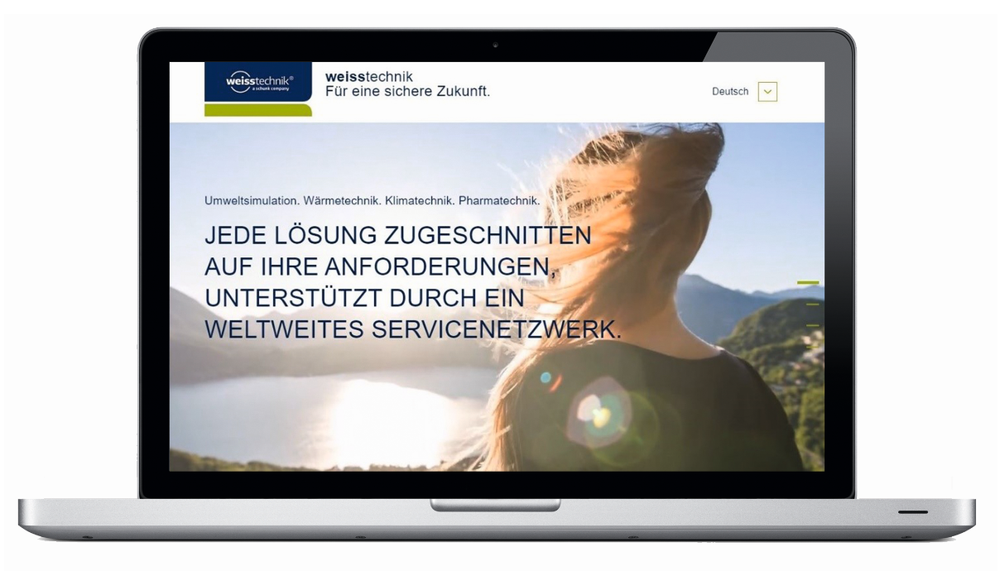 weisstechnik®
a schunk company
weisstechnik
Für eine sichere Zukunft.
Deutsch
Umweltsimulation. Wärmetechnik. Klimatechnik. Pharmatechnik.
JEDE LÖSUNG ZUGESCHNITTEN
AUF IHRE ANFORDERUNGEN,
UNTERSTÜTZT DURCH EIN
WELTWEITES SERVICENETZWERK.